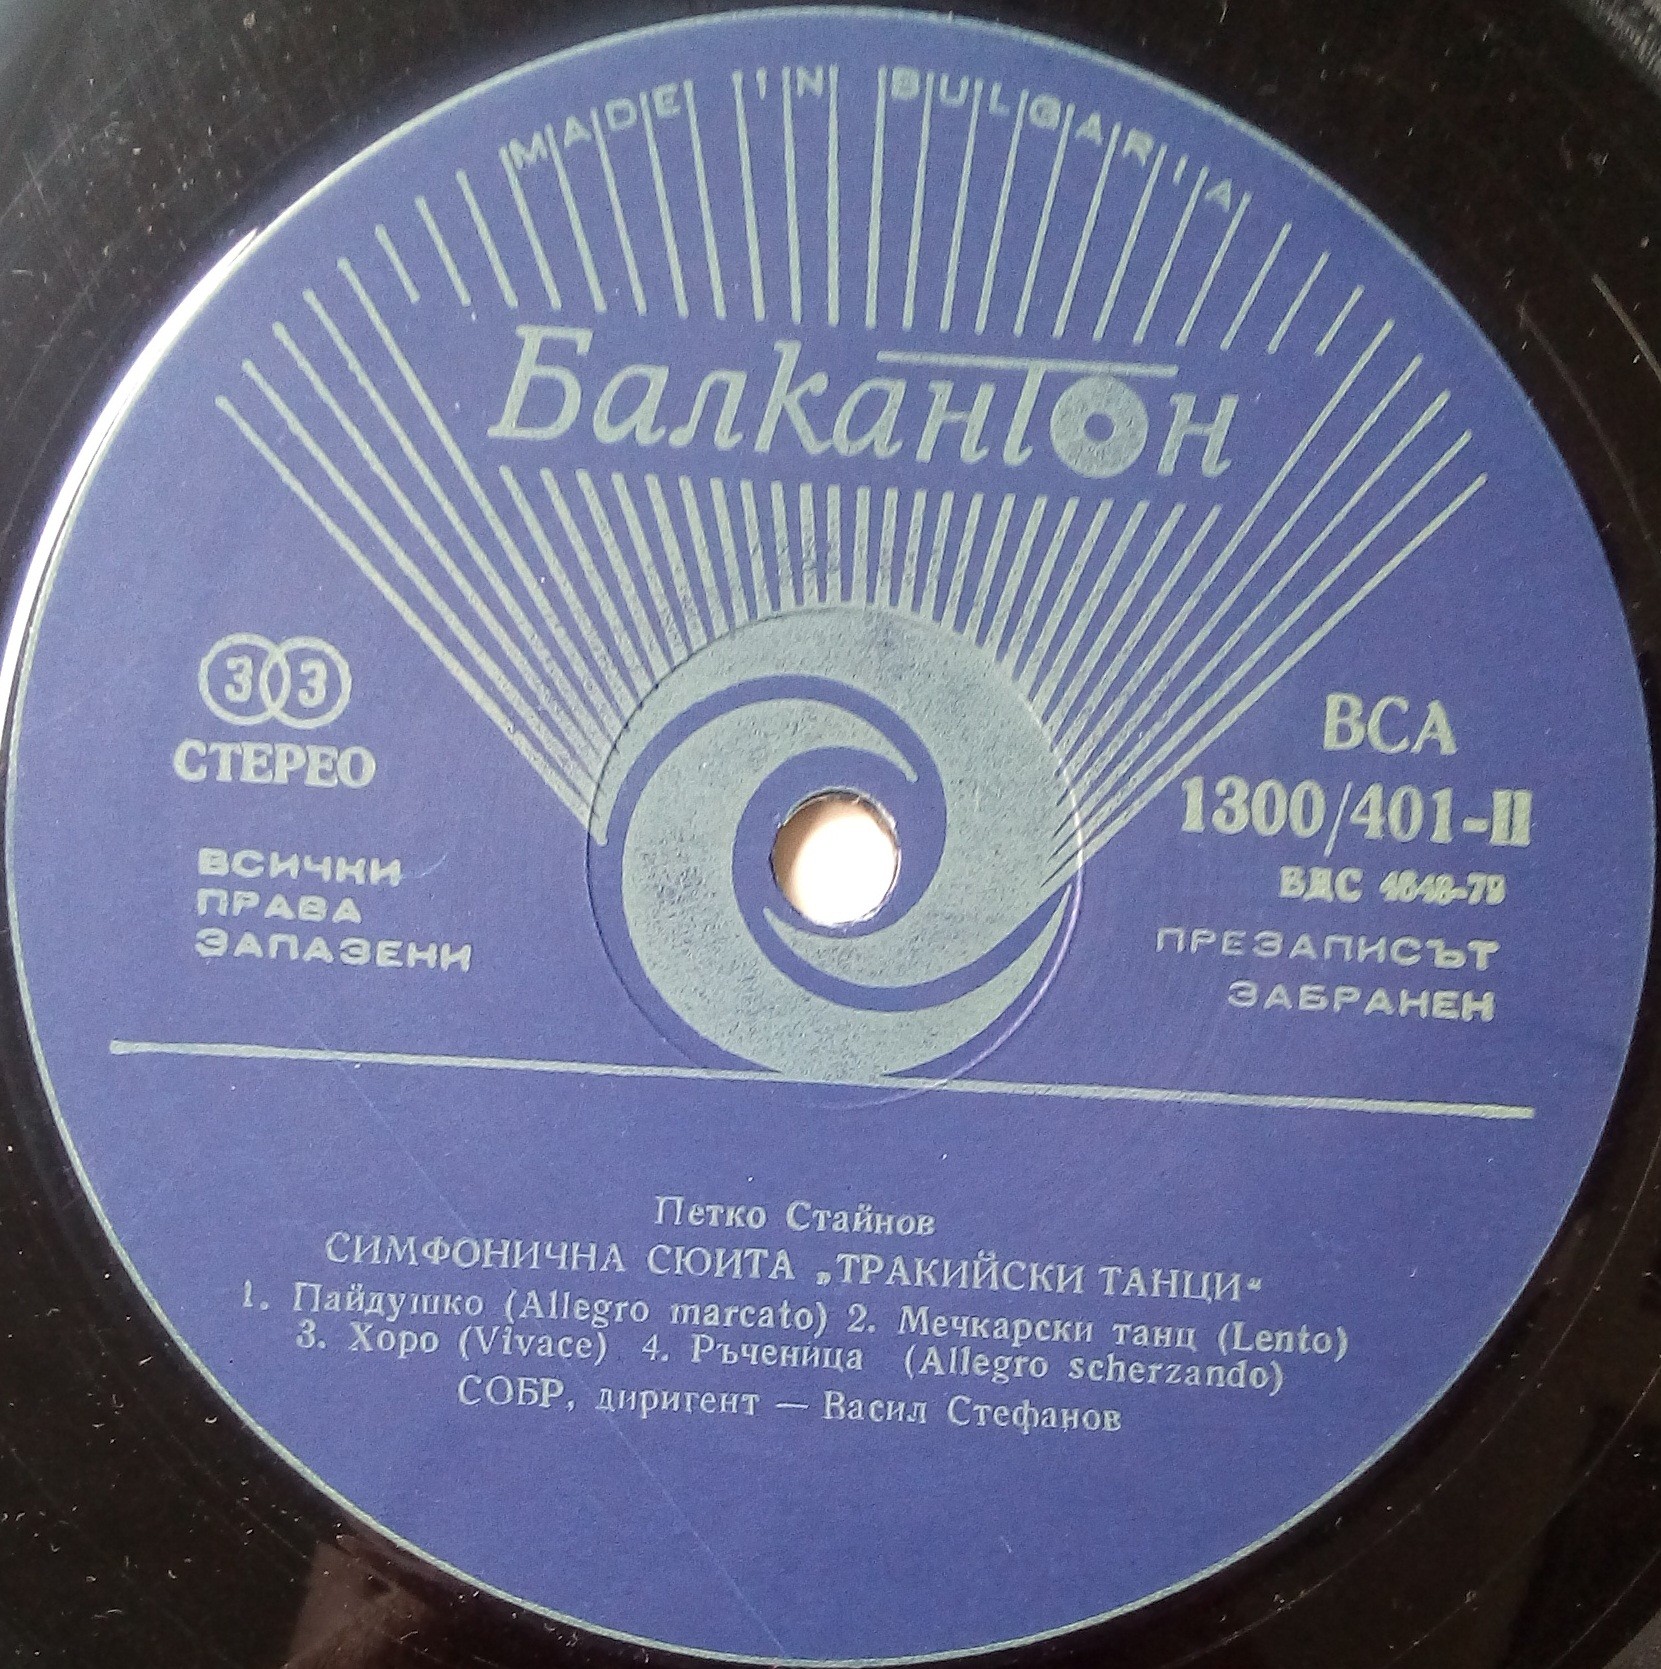 MADE IN BULGARIA
Балкантон
33
СТЕРЕО
ВСИЧКИ
ПРАВА
ЗАПАЗЕНИ
ВСА
1300/401-II
БДС 4648-79
ПРЕЗАПИСЪТ
ЗАБРАНЕН
Петко Стайнов
СИМФОНИЧНА СЮИТА „ТРАКИЙСКИ ТАНЦИ“
1. Пайдушко (Allegro marcato) 2. Мечкарски танц (Lento)
3. Хоро (Vivace) 4. Ръченица (Allegro scherzando)
СОБР, диригент — Васил Стефанов